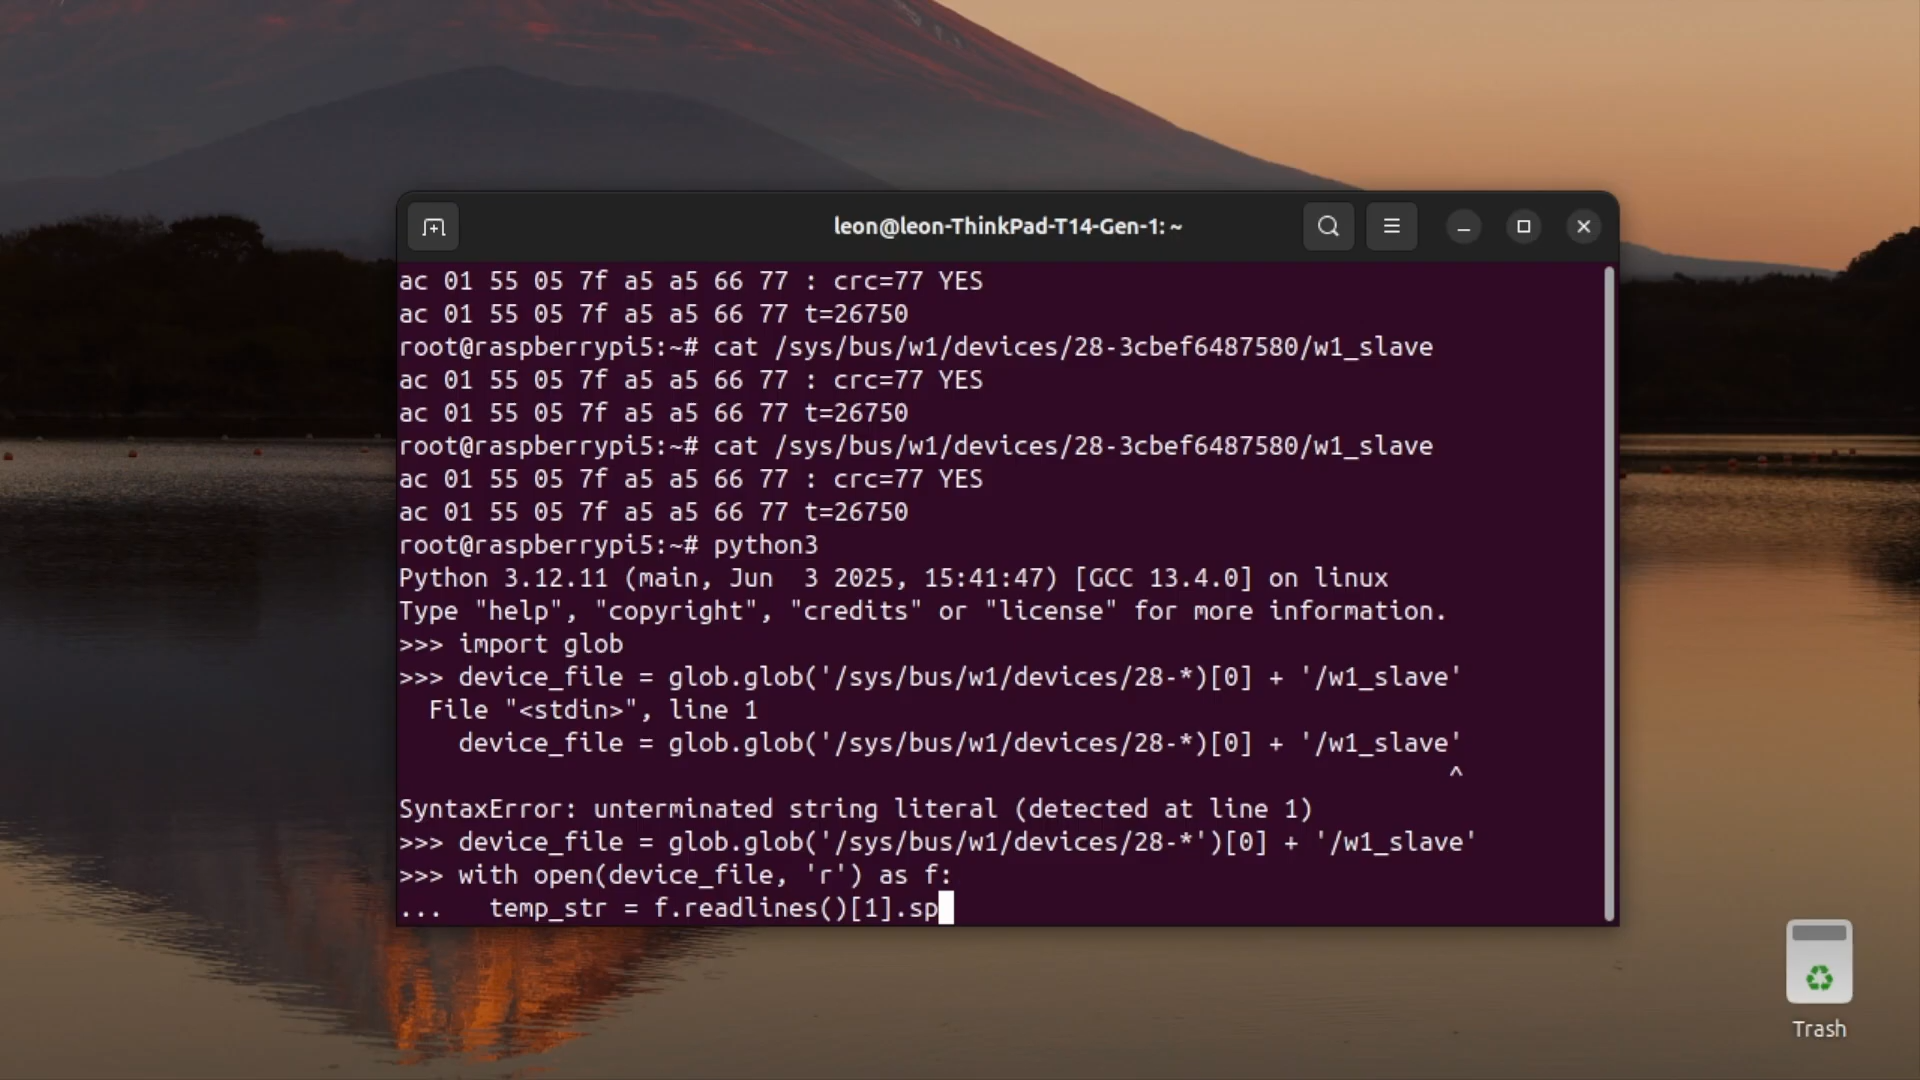 leon@leon-ThinkPad-T14-Gen-1: ~
ac 01 55 05 7f a5 a5 66 77 : crc=77 YES
ac 01 55 05 7f a5 a5 66 77 t=26750
root@raspberrypi5:~# cat /sys/bus/w1/devices/28-3cbef6487580/w1_slave
ac 01 55 05 7f a5 a5 66 77 : crc=77 YES
ac 01 55 05 7f a5 a5 66 77 t=26750
root@raspberrypi5:~# cat /sys/bus/w1/devices/28-3cbef6487580/w1_slave
ac 01 55 05 7f a5 a5 66 77 : crc=77 YES
ac 01 55 05 7f a5 a5 66 77 t=26750
root@raspberrypi5:~# python3
Python 3.12.11 (main, Jun  3 2025, 15:41:47) [GCC 13.4.0] on linux
Type "help", "copyright", "credits" or "license" for more information.
>>> import glob
>>> device_file = glob.glob('/sys/bus/w1/devices/28-*)[0] + '/w1_slave'
  File "<stdin>", line 1
    device_file = glob.glob('/sys/bus/w1/devices/28-*)[0] + '/w1_slave'
                                                                      ^
SyntaxError: unterminated string literal (detected at line 1)
>>> device_file = glob.glob('/sys/bus/w1/devices/28-*')[0] + '/w1_slave'
>>> with open(device_file, 'r') as f:
...   temp_str = f.readlines()[1].sp
Trash